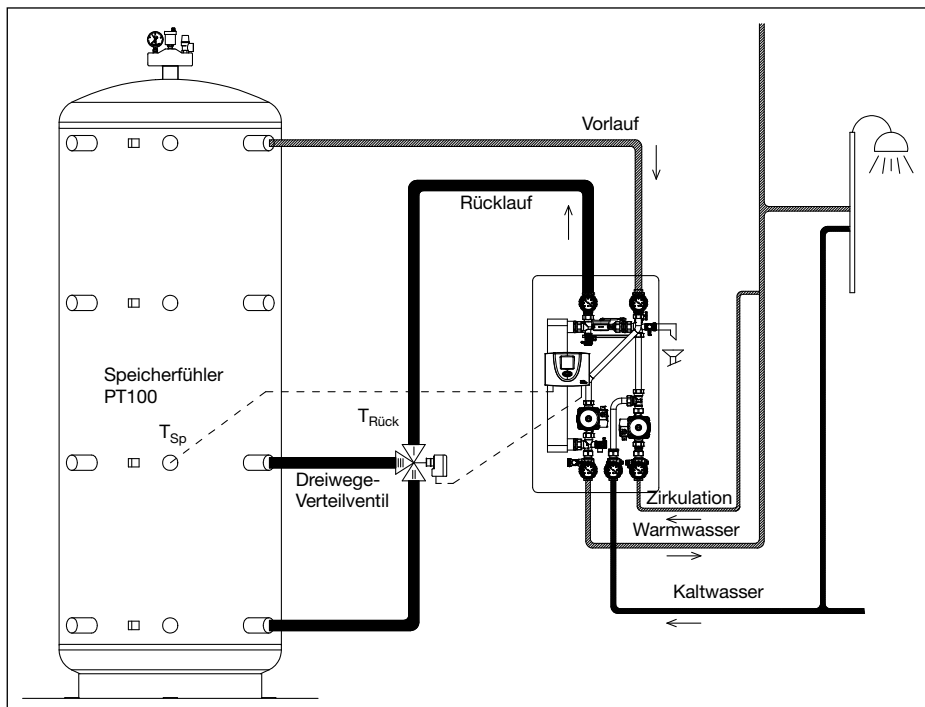 Vorlauf
Rücklauf
Speicherfühler
PT100
T_Sp
T_Rück
Dreiwege-
Verteilventil
Zirkulation
Warmwasser
Kaltwasser